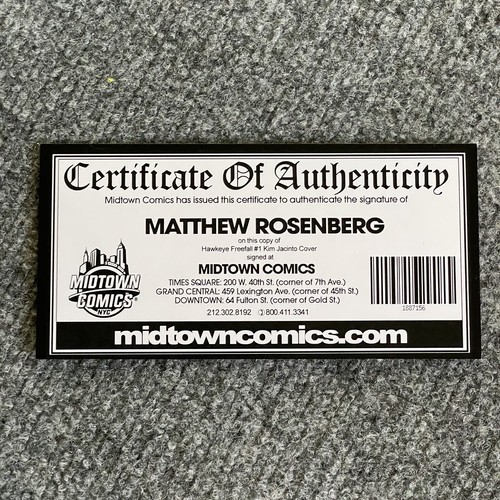 Certificate Of Authenticity
Midtown Comics has issued this certificate to authenticate the signature of
MATTHEW ROSENBERG
on this copy of
Hawkeye Freefall #1 Kim Jacinto Cover
signed at
MIDTOWN COMICS
TIMES SQUARE: 200 W. 40th St. (corner of 7th Ave.)
GRAND CENTRAL: 459 Lexington Ave. (corner of 45th St.)
DOWNTOWN: 64 Fulton St. (corner of Gold St.)
212.302.8192 ①800.411.3341
MIDTOWN
COMICS®
NYC
1887156
midtowncomics.com